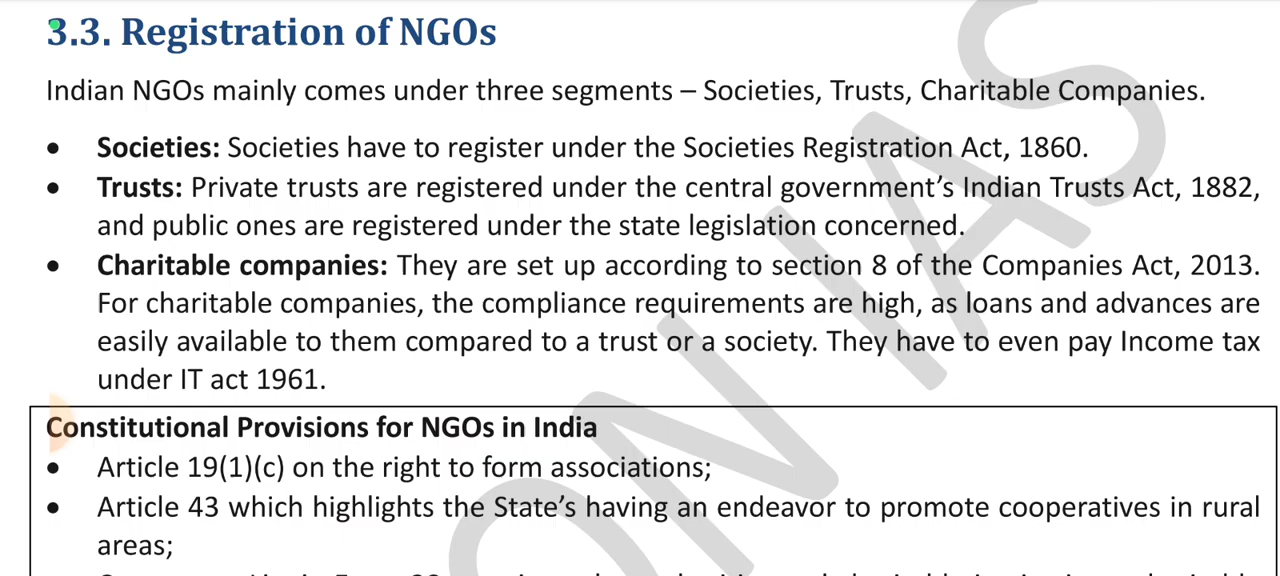 3.3. Registration of NGOs
Indian NGOs mainly comes under three segments – Societies, Trusts, Charitable Companies.
• Societies: Societies have to register under the Societies Registration Act, 1860.
• Trusts: Private trusts are registered under the central government’s Indian Trusts Act, 1882,
and public ones are registered under the state legislation concerned.
• Charitable companies: They are set up according to section 8 of the Companies Act, 2013.
For charitable companies, the compliance requirements are high, as loans and advances are
easily available to them compared to a trust or a society. They have to even pay Income tax
under IT act 1961.
Constitutional Provisions for NGOs in India
• Article 19(1)(c) on the right to form associations;
• Article 43 which highlights the State’s having an endeavor to promote cooperatives in rural
areas;
ON IAS